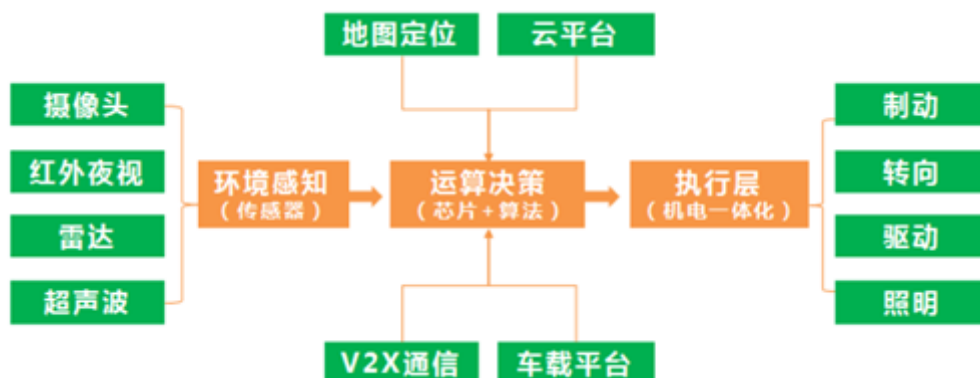 地图定位
云平台
摄像头
红外夜视
雷达
超声波
环境感知
（传感器）
运算决策
（芯片+算法）
执行层
（机电一体化）
制动
转向
驱动
照明
V2X通信
车载平台